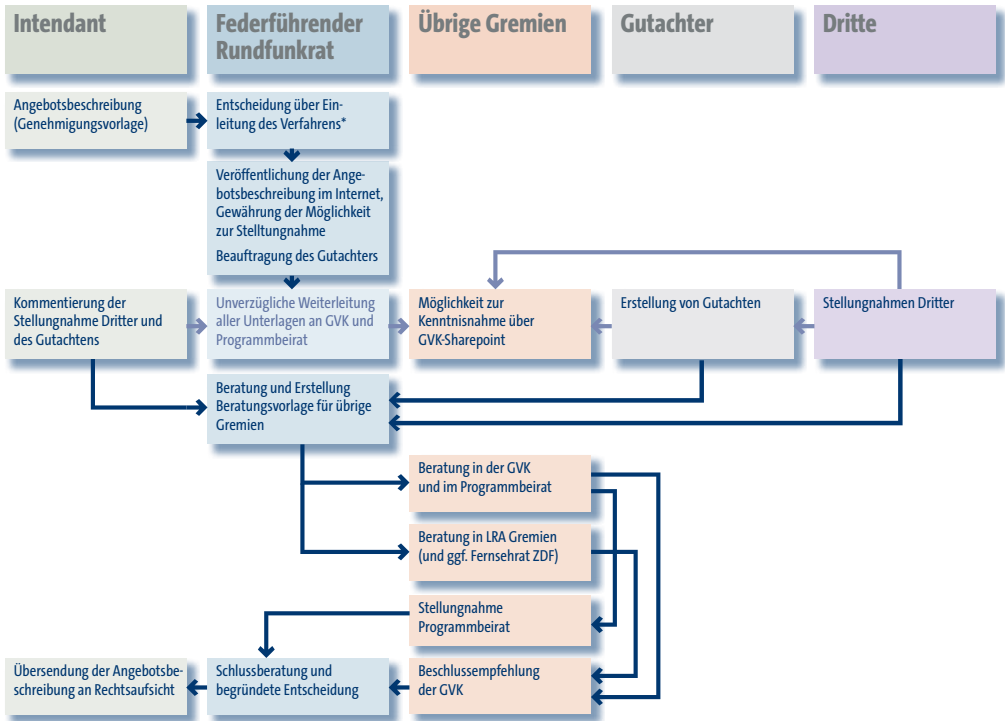 Intendant
Federführender
Rundfunkrat
Übrige Gremien
Gutachter
Dritte
Angebotsbeschreibung
(Genehmigungsvorlage)
Entscheidung über Ein-
leitung des Verfahrens*
Veröffentlichung der Ange-
botsbeschreibung im Internet,
Gewährung der Möglichkeit
zur Stelltungnahme
Beauftragung des Gutachters
Kommentierung der
Stellungnahme Dritter und
des Gutachtens
Unverzügliche Weiterleitung
aller Unterlagen an GVK und
Programmbeirat
Möglichkeit zur
Kenntnisnahme über
GVK-Sharepoint
Erstellung von Gutachten
Stellungnahmen Dritter
Beratung und Erstellung
Beratungsvorlage für übrige
Gremien
Beratung in der GVK
und im Programmbeirat
Beratung in LRA Gremien
(und ggf. Fernsehrat ZDF)
Stellungnahme
Programmbeirat
Übersendung der Angebotsbe-
schreibung an Rechtsaufsicht
Schlussberatung und
begründete Entscheidung
Beschlussempfehlung
der GVK